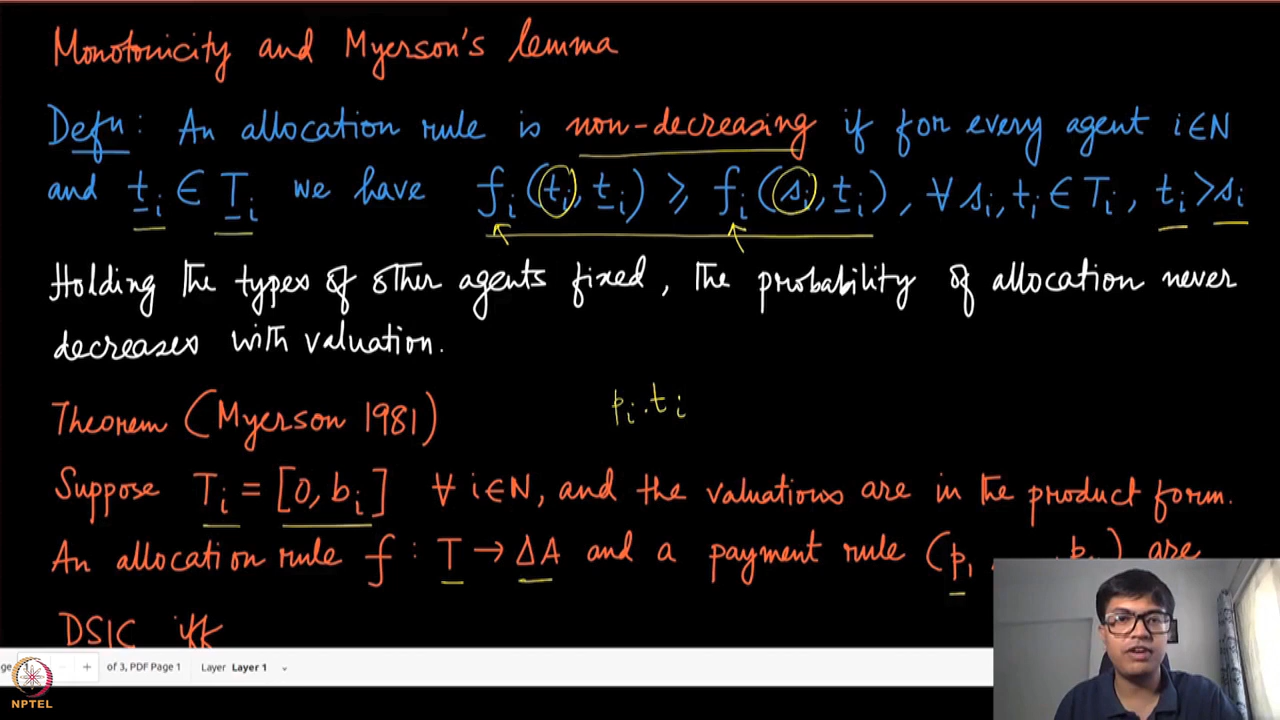 Monotonicity and Myerson's lemma
Defn: An allocation rule is non-decreasing if for every agent i∈N
and t_i ∈ T_i we have f_i(t_i, t_i) ≥ f_i(s_i, t_i), ∀ s_i, t_i ∈ T_i, t_i > s_i
Holding the types of other agents fixed, the probability of allocation never
decreases with valuation.
p_i . t_i
Theorem (Myerson 1981)
Suppose T_i = [0, b_i] ∀ i∈N, and the valuations are in the product form.
An allocation rule f : T → ΔA and a payment rule (p_1 are
DSIC iff
of 3, PDF Page 1 Layer Layer 1
NPTEL